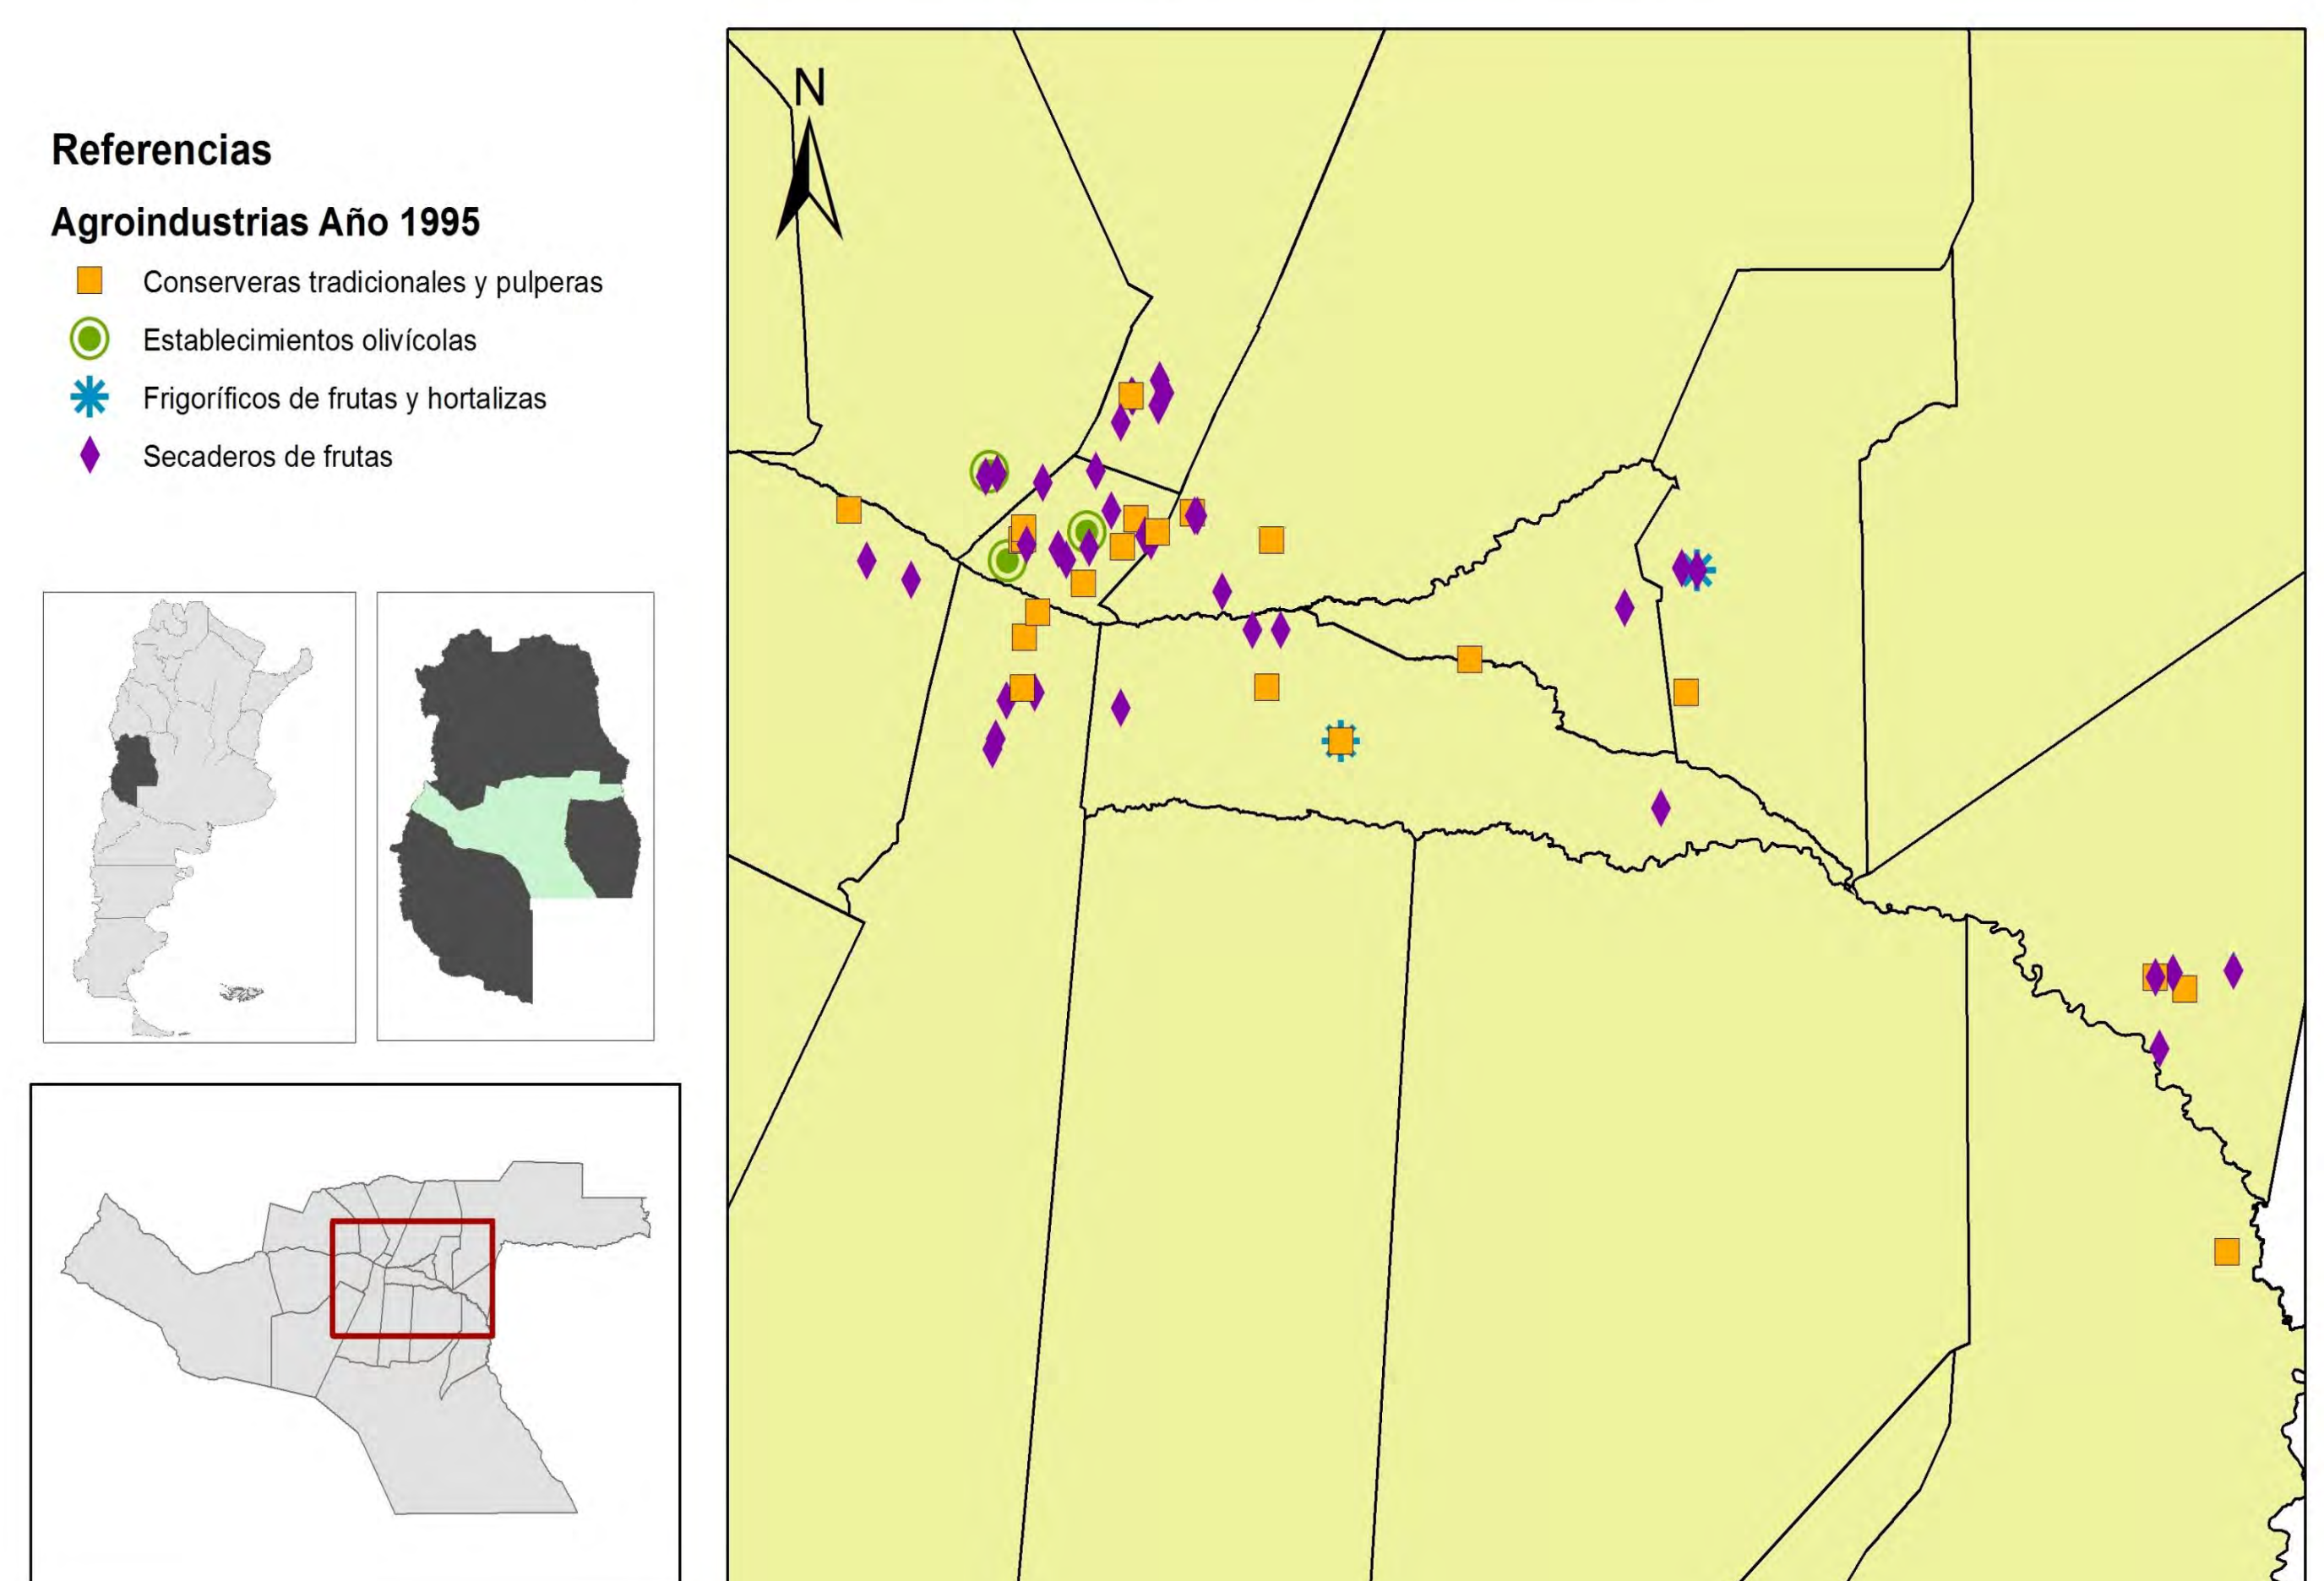 Referencias
Agroindustrias Año 1995
Conserveras tradicionales y pulperas
Establecimientos olivícolas
Frigoríficos de frutas y hortalizas
Secaderos de frutas
N